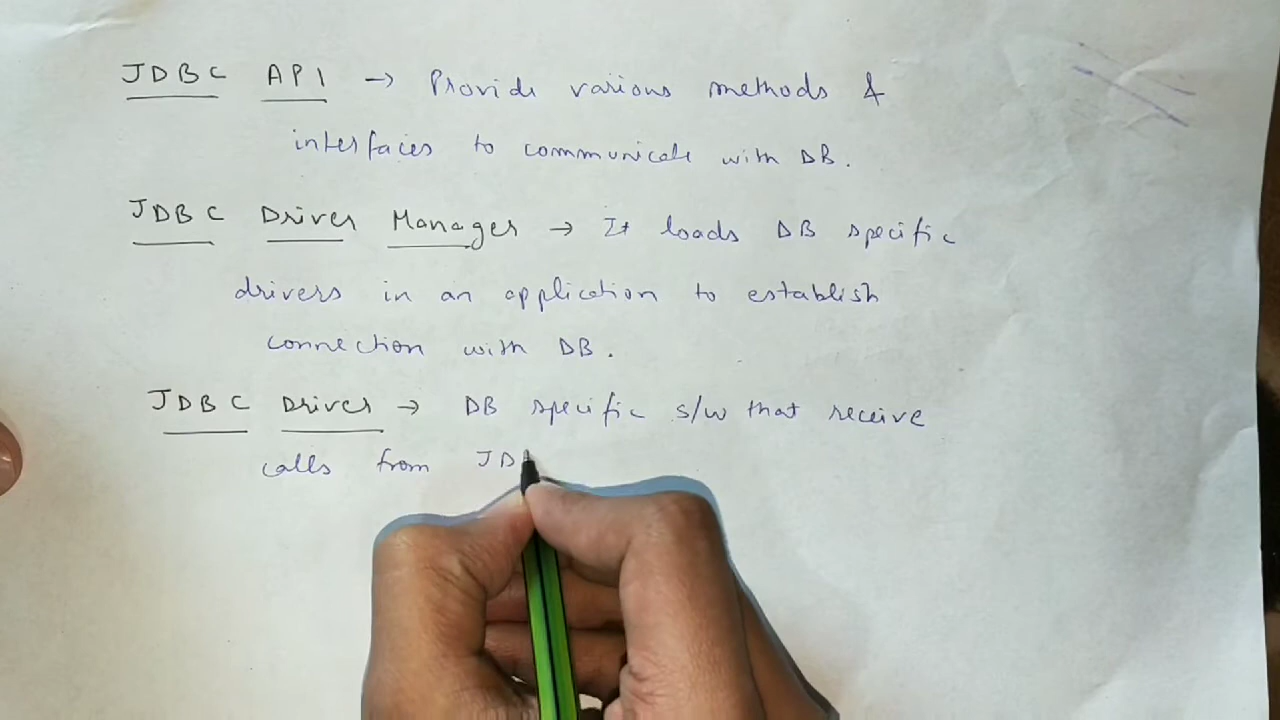 JDBC API → Provide various methods &
interfaces to communicate with DB.
JDBC Driver Manager → It loads DB specific
drivers in an application to establish
connection with DB.
JDBC Driver → DB specific s/w that receive
calls from JD